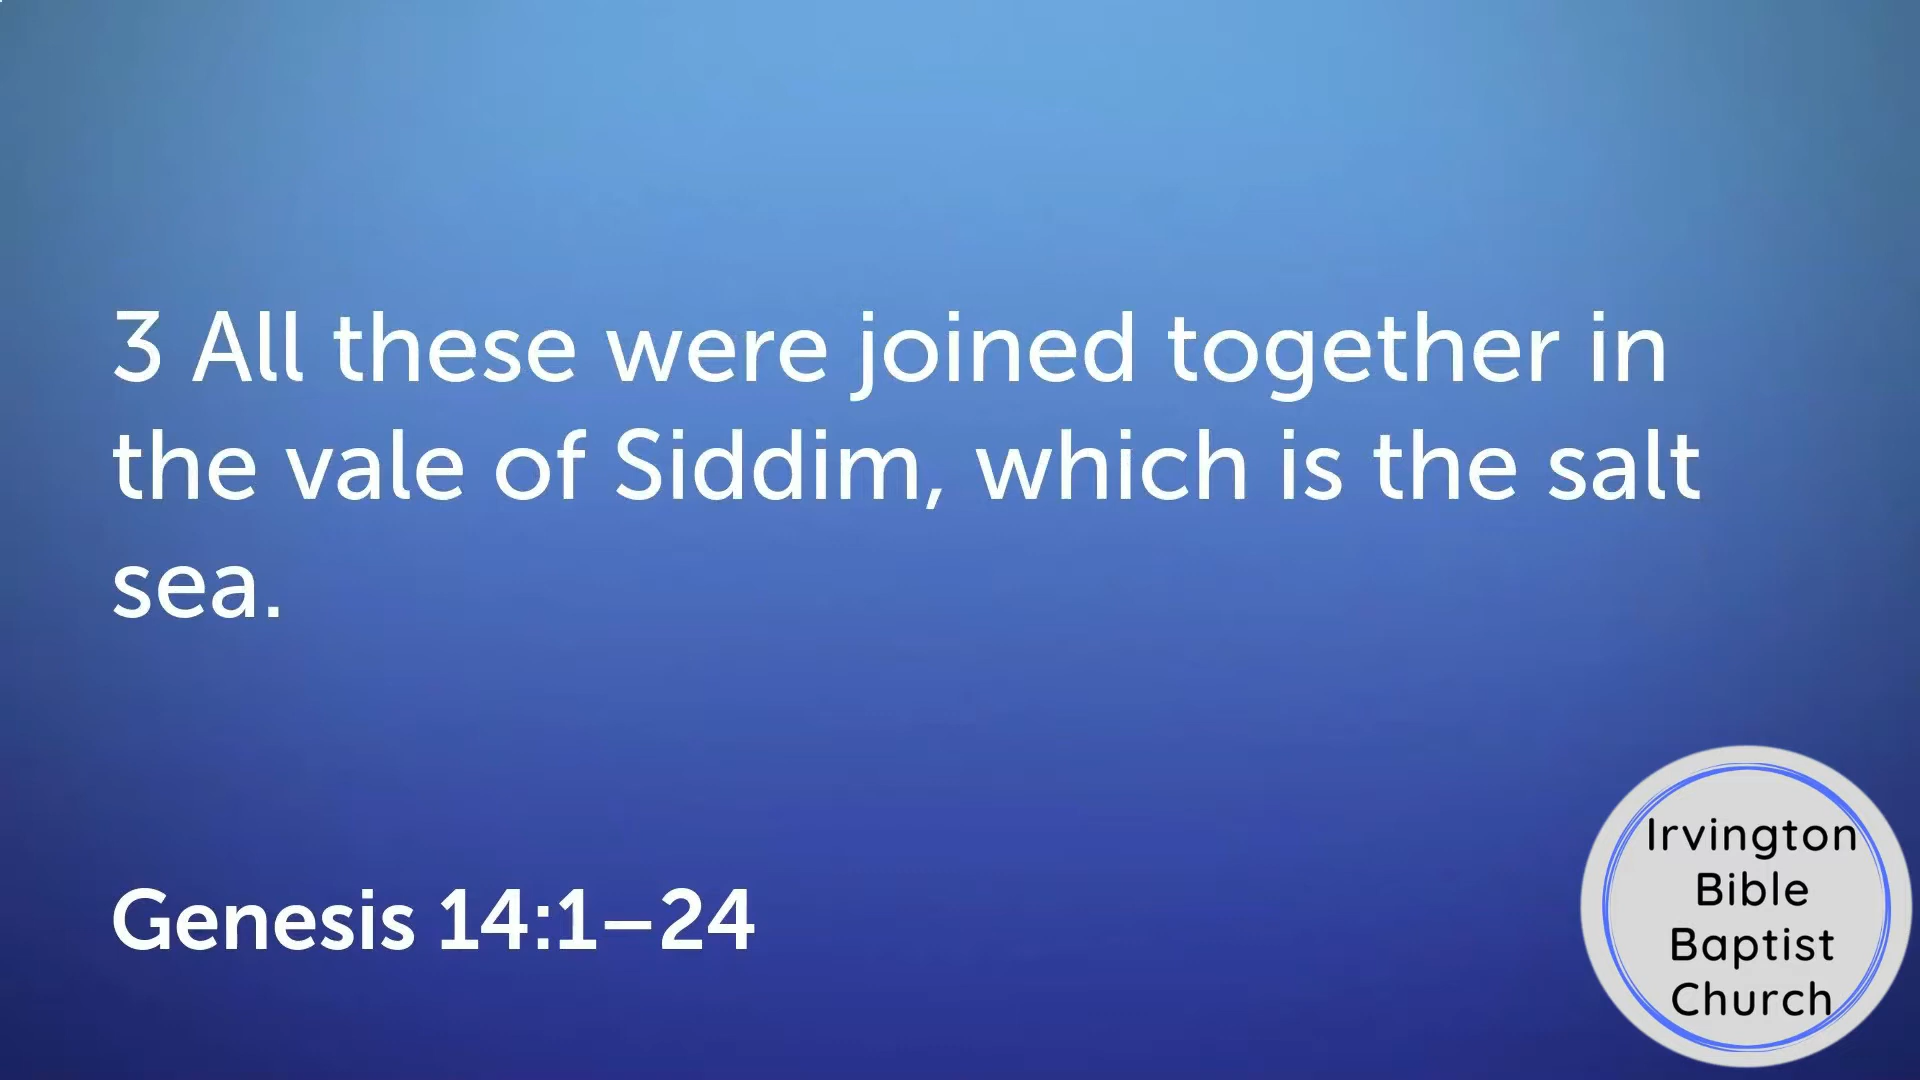 3 All these were joined together in
the vale of Siddim, which is the salt
sea.
Genesis 14:1–24
Irvington
Bible
Baptist
Church